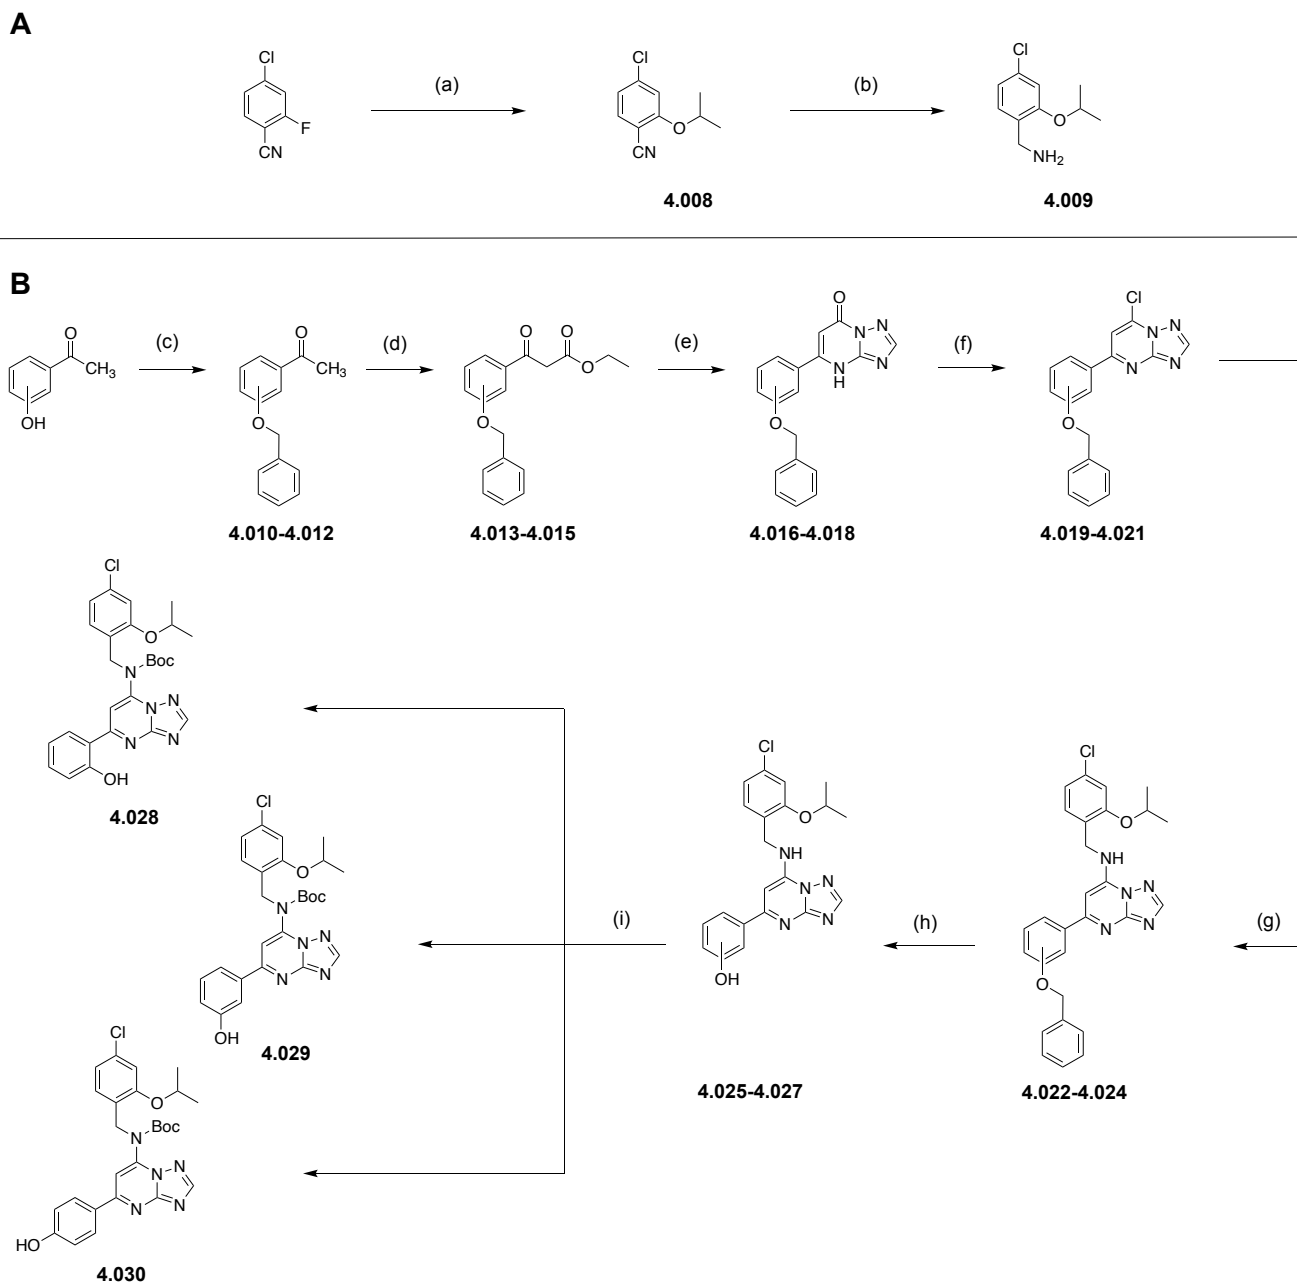 A
Cl
F
CN
(a)
Cl
O
CN
4.008
(b)
Cl
O
NH2
4.009
B
O
CH3
OH
(c)
O
CH3
O
4.010-4.012
(d)
O
O
O
O
4.013-4.015
(e)
O
N
N
N
N
H
O
4.016-4.018
(f)
Cl
N
N
N
N
O
4.019-4.021
Cl
O
Boc
N
N
N
N
N
OH
4.028
Cl
O
Boc
N
N
N
N
N
OH
4.029
Cl
O
Boc
N
N
N
N
N
HO
4.030
(i)
Cl
O
NH
N
N
N
N
OH
4.025-4.027
(h)
Cl
O
NH
N
N
N
N
O
4.022-4.024
(g)